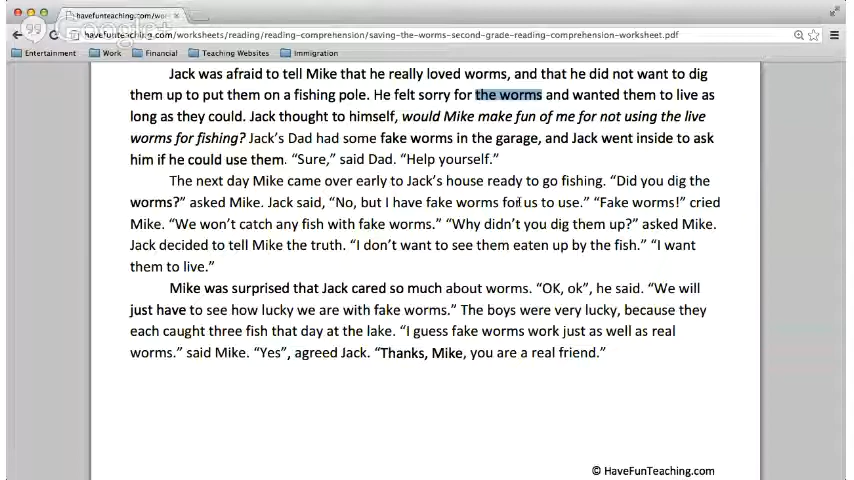 havefunteaching.com/wor
Google+
havefunteaching.com/worksheets/reading/reading-comprehension/saving-the-worms-second-grade-reading-comprehension-worksheet.pdf
Entertainment Work Financial Teaching Websites Immigration
Jack was afraid to tell Mike that he really loved worms, and that he did not want to dig
them up to put them on a fishing pole. He felt sorry for the worms and wanted them to live as
long as they could. Jack thought to himself, would Mike make fun of me for not using the live
worms for fishing? Jack’s Dad had some fake worms in the garage, and Jack went inside to ask
him if he could use them. “Sure,” said Dad. “Help yourself.”
The next day Mike came over early to Jack’s house ready to go fishing. “Did you dig the
worms?” asked Mike. Jack said, “No, but I have fake worms for us to use.” “Fake worms!” cried
Mike. “We won’t catch any fish with fake worms.” “Why didn’t you dig them up?” asked Mike.
Jack decided to tell Mike the truth. “I don’t want to see them eaten up by the fish.” “I want
them to live.”
Mike was surprised that Jack cared so much about worms. “OK, ok”, he said. “We will
just have to see how lucky we are with fake worms.” The boys were very lucky, because they
each caught three fish that day at the lake. “I guess fake worms work just as well as real
worms.” said Mike. “Yes”, agreed Jack. “Thanks, Mike, you are a real friend.”
© HaveFunTeaching.com